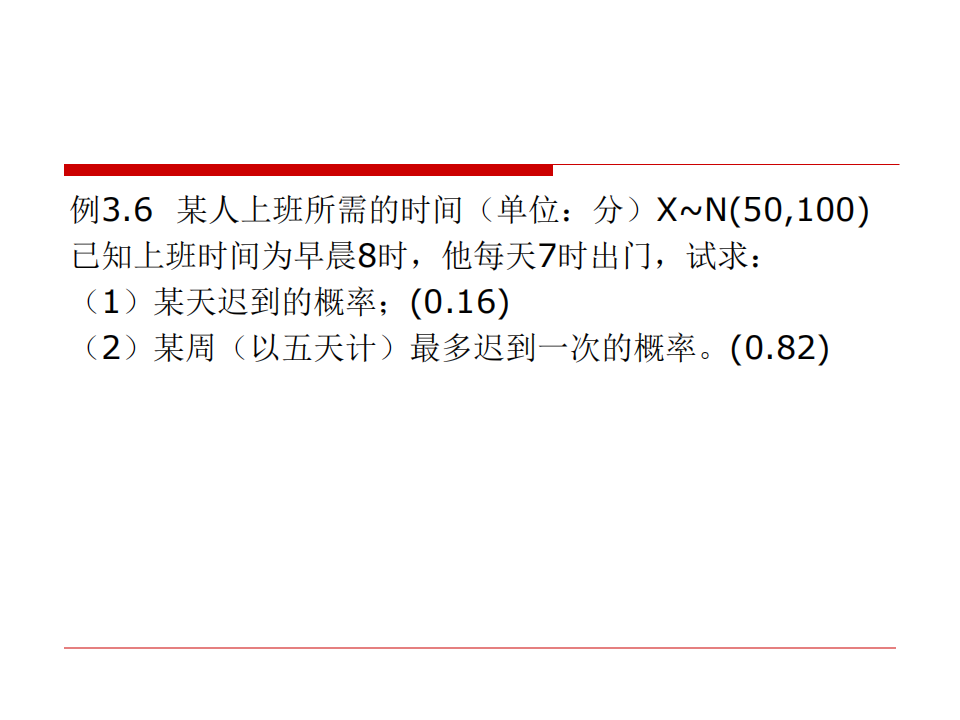 例3.6 某人上班所需的时间（单位：分）X~N(50,100)
已知上班时间为早晨8时，他每天7时出门，试求：
（1）某天迟到的概率；(0.16)
（2）某周（以五天计）最多迟到一次的概率。(0.82)